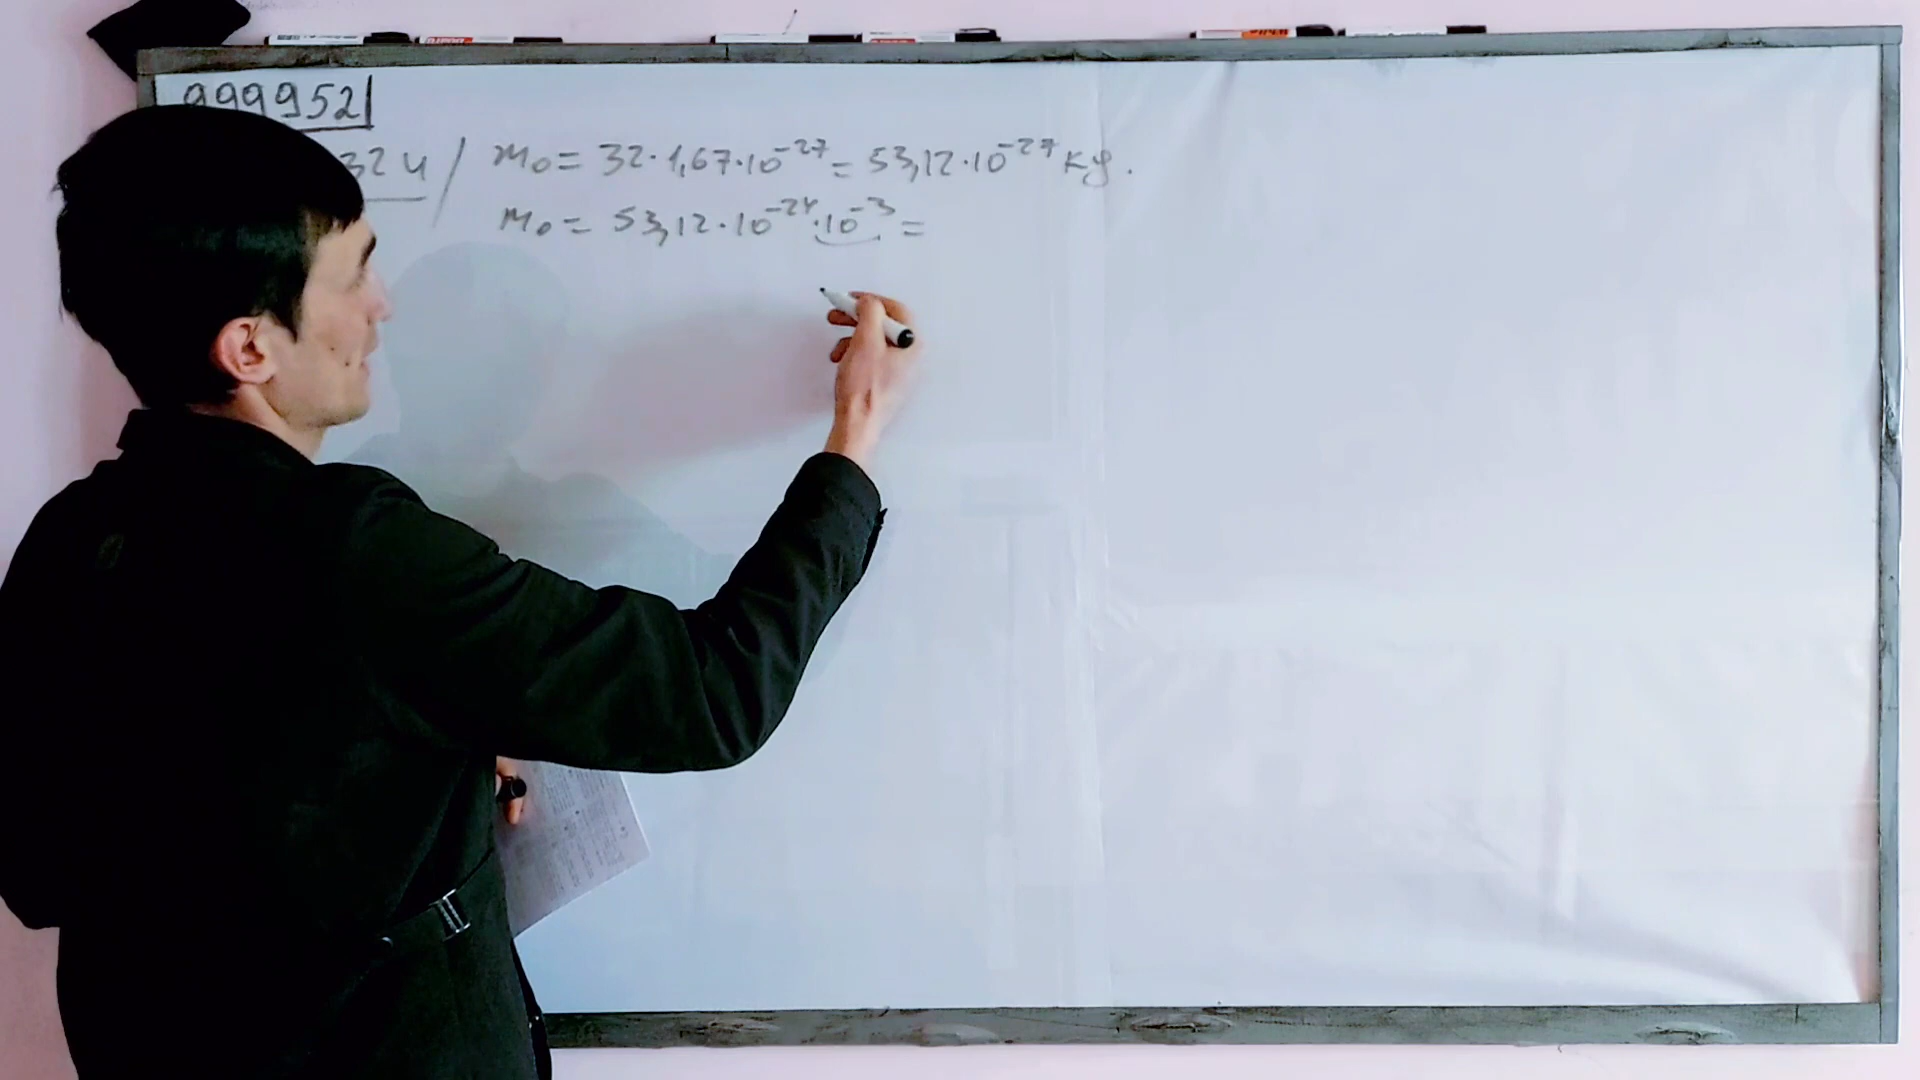 999952
32 u / m₀ = 32·1,67·10⁻²⁷ = 53,12·10⁻²⁷ kg.
m₀ = 53,12·10⁻²⁴·10⁻³ =